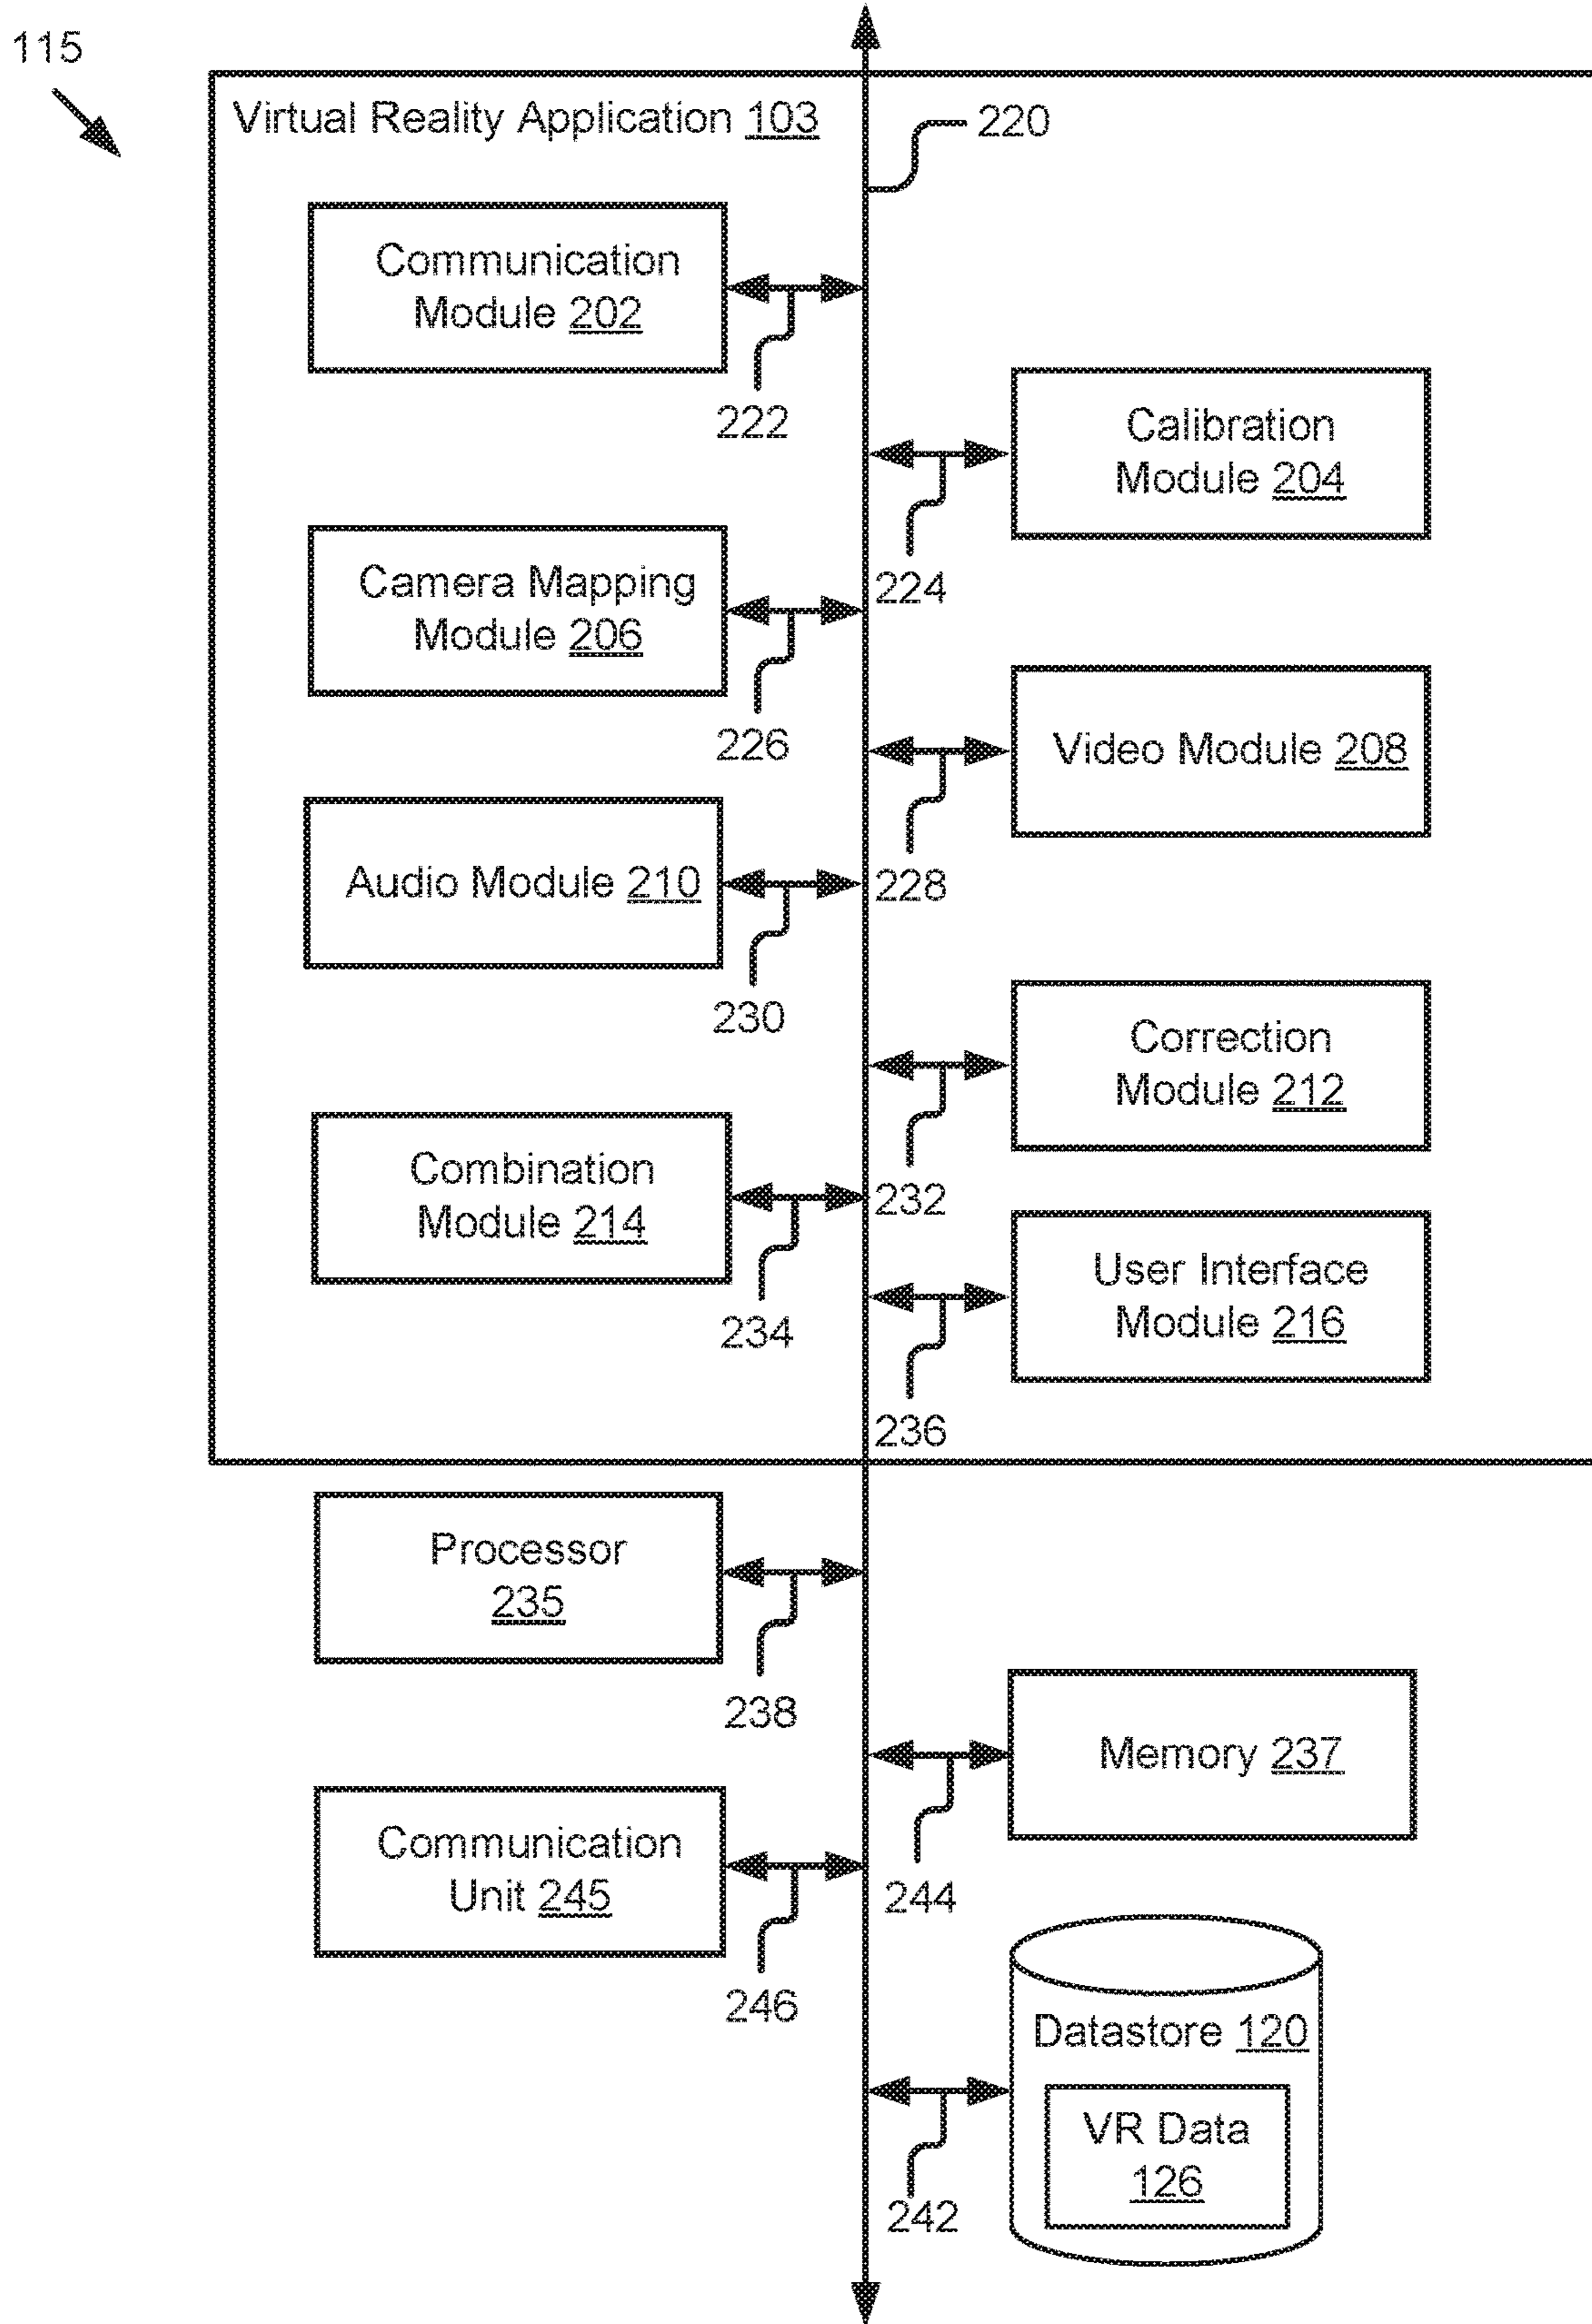 115
Virtual Reality Application 103
220
Communication
Module 202
222
Calibration
Module 204
224
Camera Mapping
Module 206
226
Video Module 208
228
Audio Module 210
230
Correction
Module 212
232
Combination
Module 214
234
User Interface
Module 216
236
Processor
235
238
Memory 237
244
Communication
Unit 245
246
Datastore 120
VR Data
126
242